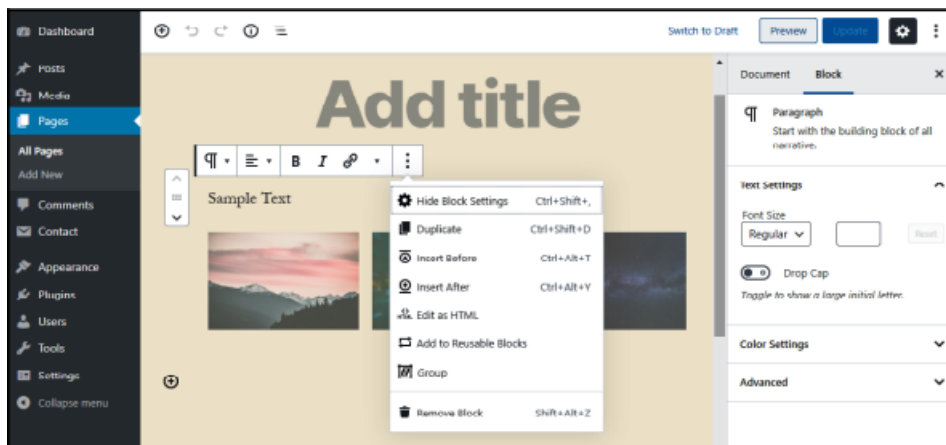 Dashboard
Posts
Media
Pages
All Pages
Add New
Comments
Contact
Appearance
Plugins
Users
Tools
Settings
Collapse menu
Switch to Draft
Preview
Update
Add title
B I
Sample Text
Hide Block Settings Ctrl+Shift+,
Duplicate Ctrl+Shift+D
Insert Before Ctrl+Alt+T
Insert After Ctrl+Alt+Y
Edit as HTML
Add to Reusable Blocks
Group
Remove Block Shift+Alt+Z
Document Block
Paragraph
Start with the building block of all
narrative.
Text Settings
Font Size
Regular
Reset
Drop Cap
Toggle to show a large initial letter.
Color Settings
Advanced